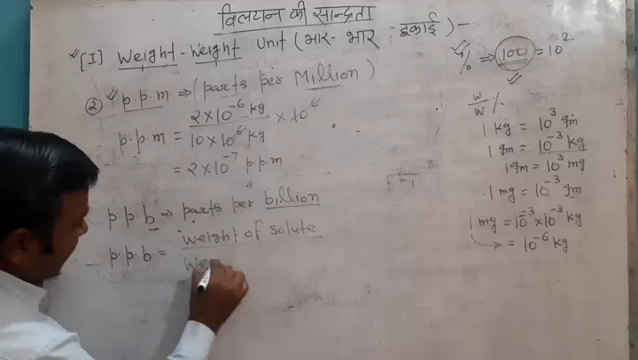 विलयन की सान्द्रता
[I] Weight-Weight Unit (भार-भार इकाई) -
② p.p.m ⇒ (parts per Million)
p.p.m = 2×10⁻⁶ kg / 10×10⁶ kg ×10⁶
= 2×10⁻⁷ p.p.m
p p b → parts per billion
p.p.b = weight of solute
We
% ⇒ 100 = 10²
w/w %
1 kg = 10³ gm
1 gm = 10⁻³ kg
1 gm = 10³ mg
1 mg = 10⁻³ gm
1 mg = 10⁻³×10⁻³ kg
= 10⁻⁶ kg